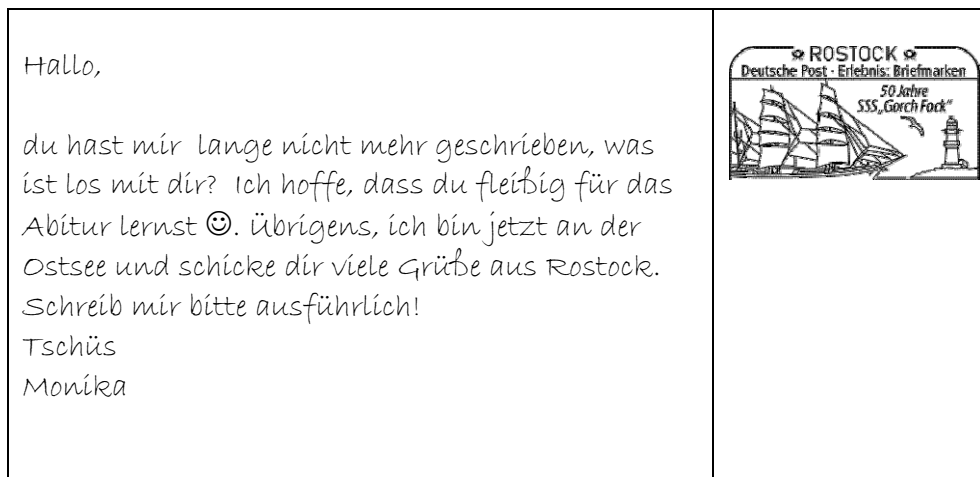 Hallo,
du hast mir lange nicht mehr geschrieben, was
ist los mit dir? Ich hoffe, dass du fleißig für das
Abitur lernst ☺. Übrigens, ich bin jetzt an der
Ostsee und schicke dir viele Grüße aus Rostock.
Schreib mir bitte ausführlich!
Tschüs
Monika
ROSTOCK
Deutsche Post - Erlebnis: Briefmarken
50 Jahre
SSS „Gorch Fock“